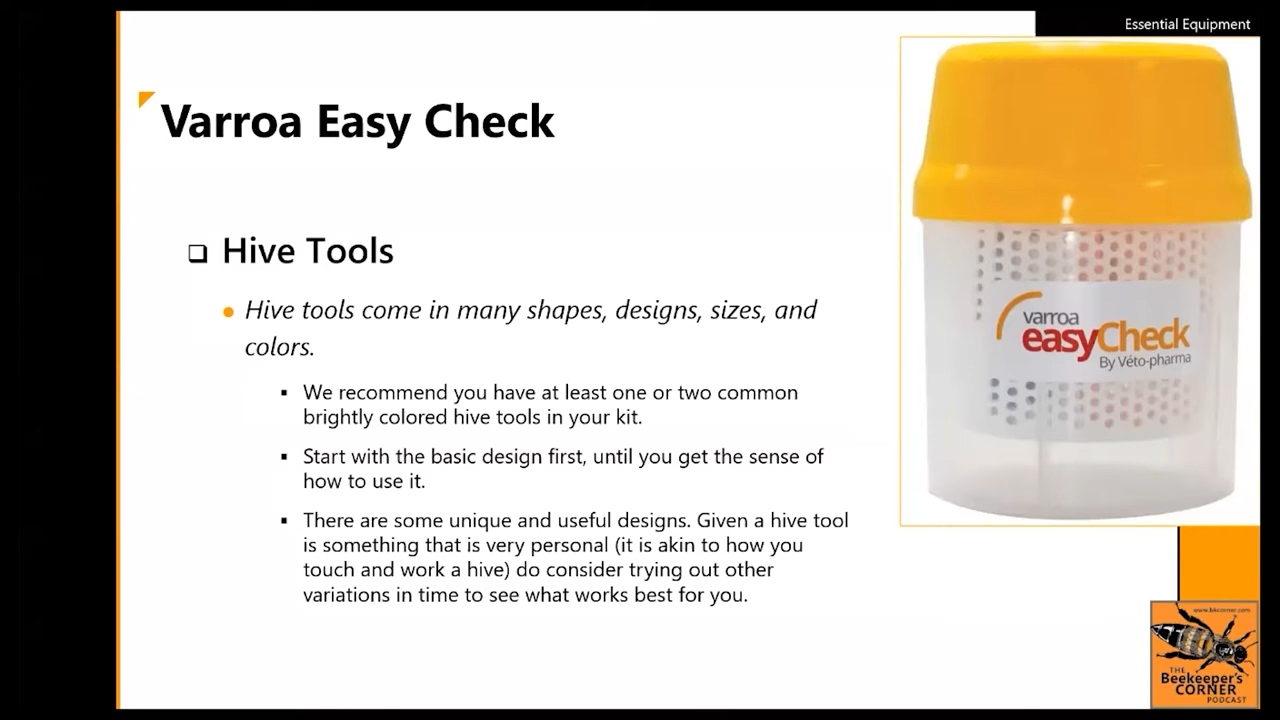 Essential Equipment
Varroa Easy Check
Hive Tools
Hive tools come in many shapes, designs, sizes, and
colors.
We recommend you have at least one or two common
brightly colored hive tools in your kit.
Start with the basic design first, until you get the sense of
how to use it.
There are some unique and useful designs. Given a hive tool
is something that is very personal (it is akin to how you
touch and work a hive) do consider trying out other
variations in time to see what works best for you.
varroa
easyCheck
By Véto-pharma
www.bkcorner.com
THE
Beekeeper's
CORNER
PODCAST